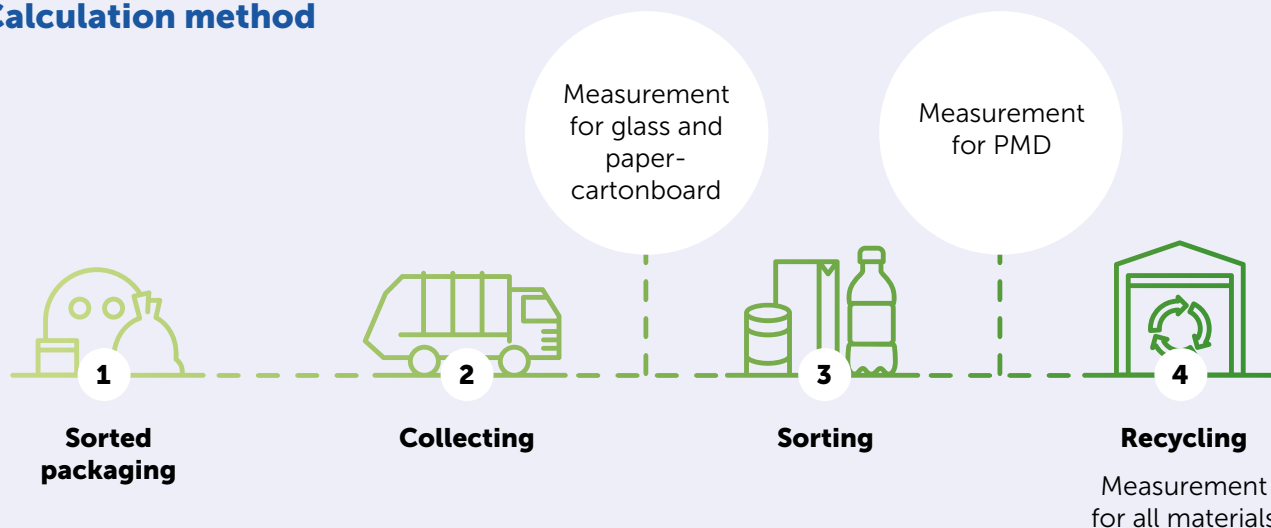 Calculation method
Measurement
for glass and
paper-
cartonboard
Measurement
for PMD
1
2
3
4
Sorted
packaging
Collecting
Sorting
Recycling
Measurement
for all materials